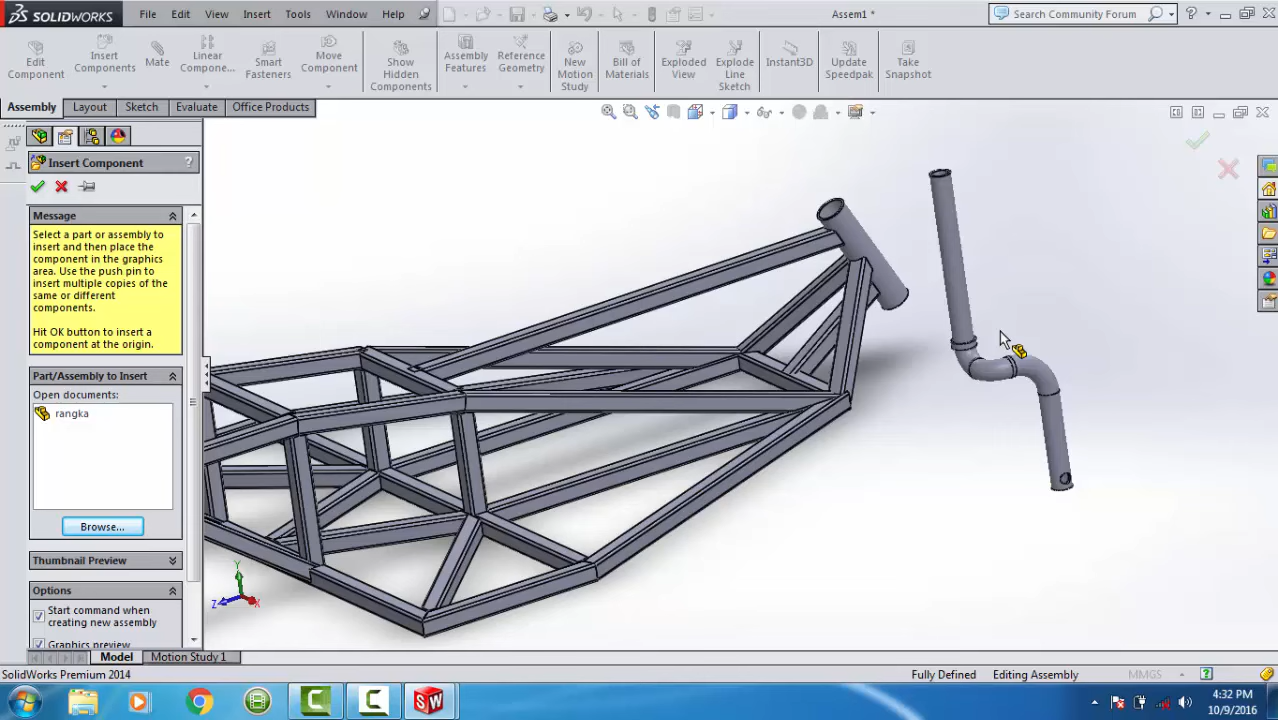 SOLIDWORKS
File Edit View Insert Tools Window Help
Assem1 *
Search Community Forum
Edit Component
Insert Components
Mate
Linear Compone...
Smart Fasteners
Move Component
Show Hidden Components
Assembly Features
Reference Geometry
New Motion Study
Bill of Materials
Exploded View
Explode Line Sketch
Instant3D
Update Speedpak
Take Snapshot
Assembly Layout Sketch Evaluate Office Products
Insert Component ?
Message
Select a part or assembly to
insert and then place the
component in the graphics
area. Use the push pin to
insert multiple copies of the
same or different
components.
Hit OK button to insert a
component at the origin.
Part/Assembly to Insert
Open documents:
rangka
Browse...
Thumbnail Preview
Options
Start command when
creating new assembly
Graphics preview
Y
Z
X
Model Motion Study 1
SolidWorks Premium 2014
Fully Defined Editing Assembly MMGS ?
4:32 PM
10/9/2016